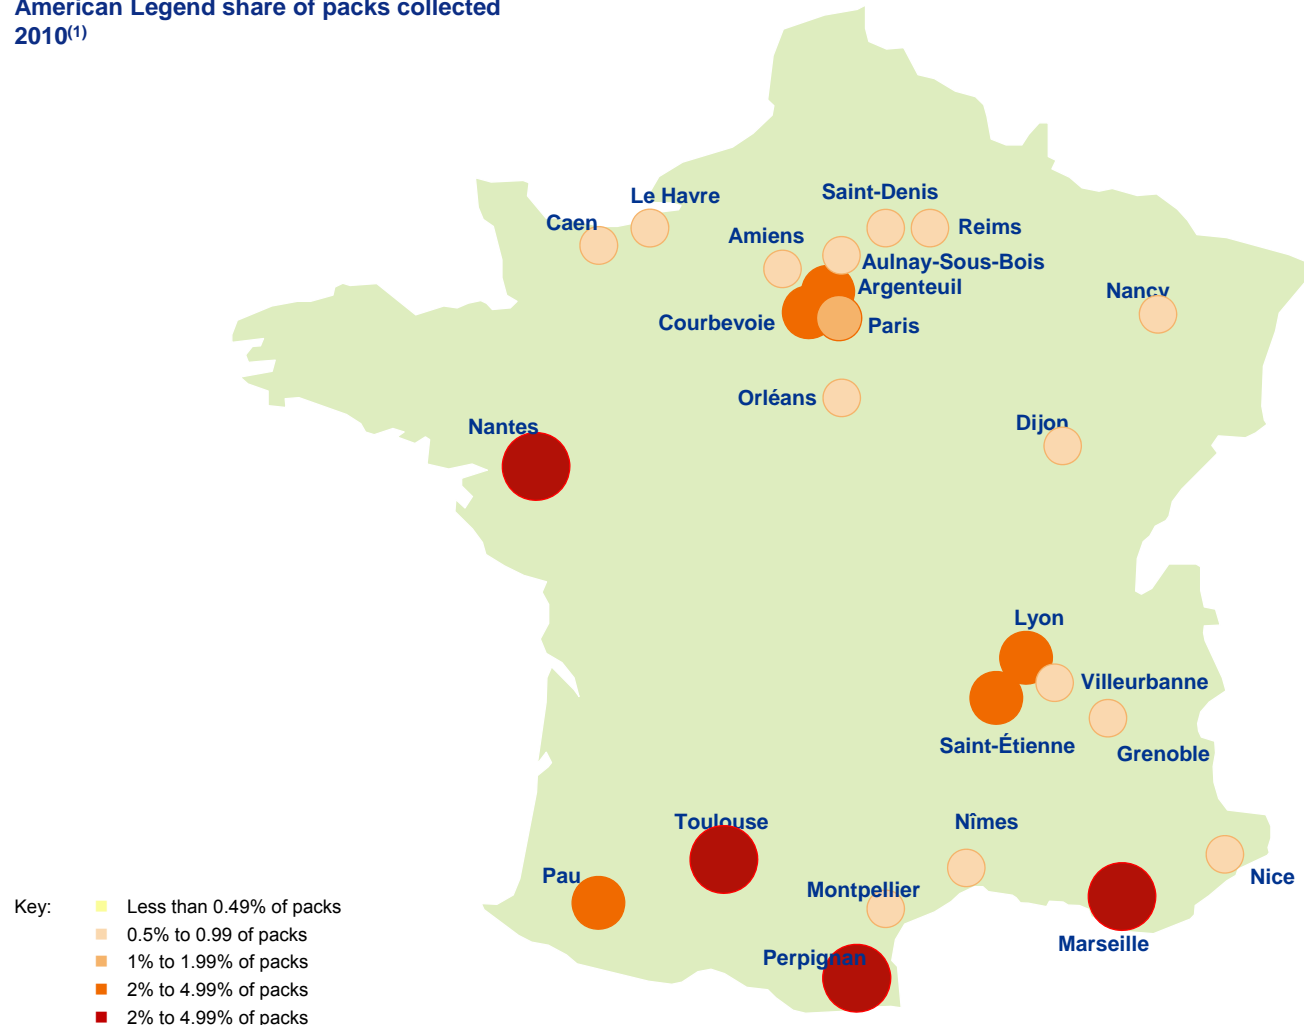 American Legend share of packs collected
2010(1)
Le Havre
Saint-Denis
Caen
Amiens
Reims
Aulnay-Sous-Bois
Argenteuil
Nancy
Courbevoie
Paris
Orléans
Nantes
Dijon
Lyon
Villeurbanne
Saint-Étienne
Grenoble
Toulouse
Nîmes
Pau
Nice
Montpellier
Marseille
Perpignan
Key:
Less than 0.49% of packs
0.5% to 0.99 of packs
1% to 1.99% of packs
2% to 4.99% of packs
2% to 4.99% of packs